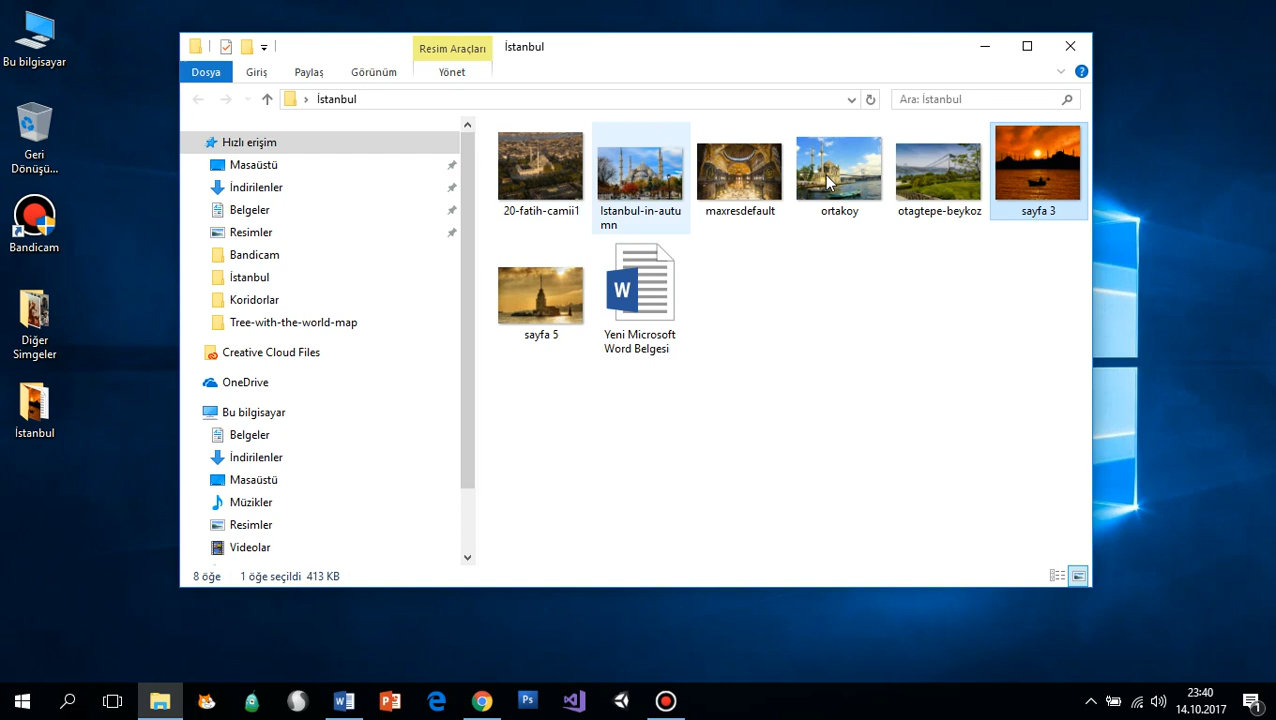 Bu bilgisayar
Geri
Dönüşü...
Bandicam
Diğer
Simgeler
İstanbul
Resim Araçları
İstanbul
Dosya
Giriş
Paylaş
Görünüm
Yönet
İstanbul
Ara: İstanbul
Hızlı erişim
Masaüstü
İndirilenler
Belgeler
Resimler
Bandicam
İstanbul
Koridorlar
Tree-with-the-world-map
Creative Cloud Files
OneDrive
Bu bilgisayar
Belgeler
İndirilenler
Masaüstü
Müzikler
Resimler
Videolar
20-fatih-camii1
Istanbul-in-autu
mn
maxresdefault
ortakoy
otagtepe-beykoz
sayfa 3
sayfa 5
W
Yeni Microsoft
Word Belgesi
8 öğe
1 öğe seçildi 413 KB
Ps
23:40
14.10.2017
1